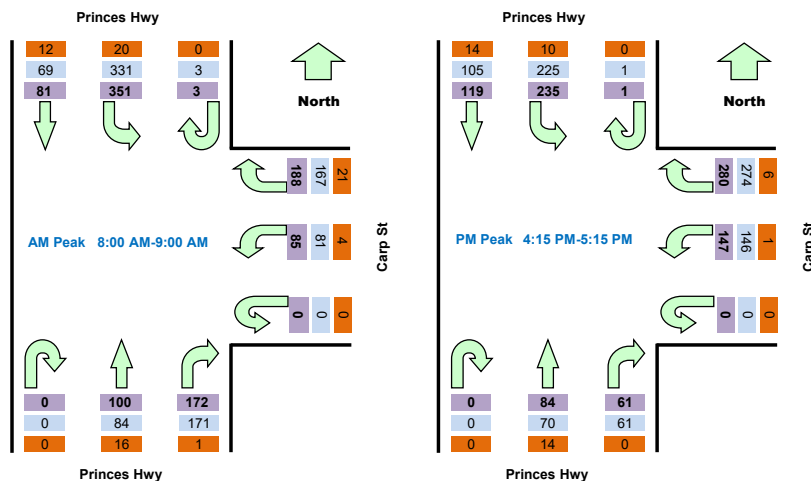 Princes Hwy
12 20 0
69 331 3
81 351 3
North
188 167 21
AM Peak 8:00 AM-9:00 AM
85 81 4
Carp St
0 0 0
0 100 172
0 84 171
0 16 1
Princes Hwy
Princes Hwy
14 10 0
105 225 1
119 235 1
North
280 274 6
PM Peak 4:15 PM-5:15 PM
147 146 1
Carp St
0 0 0
0 84 61
0 70 61
0 14 0
Princes Hwy